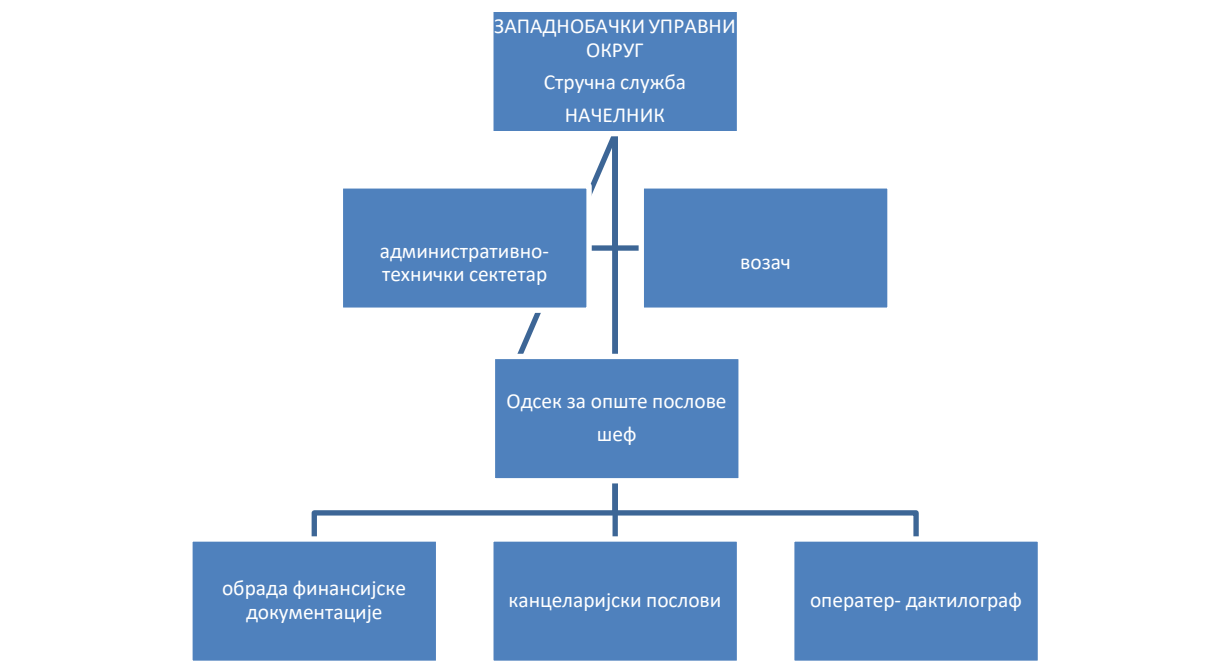 ЗАПАДНОБАЧКИ УПРАВНИ
ОКРУГ
Стручна служба
НАЧЕЛНИК
административно-
технички сектетар
возач
Одсек за опште послове
шеф
обрада финансијске
документације
канцеларијски послови
оператер- дактилограф